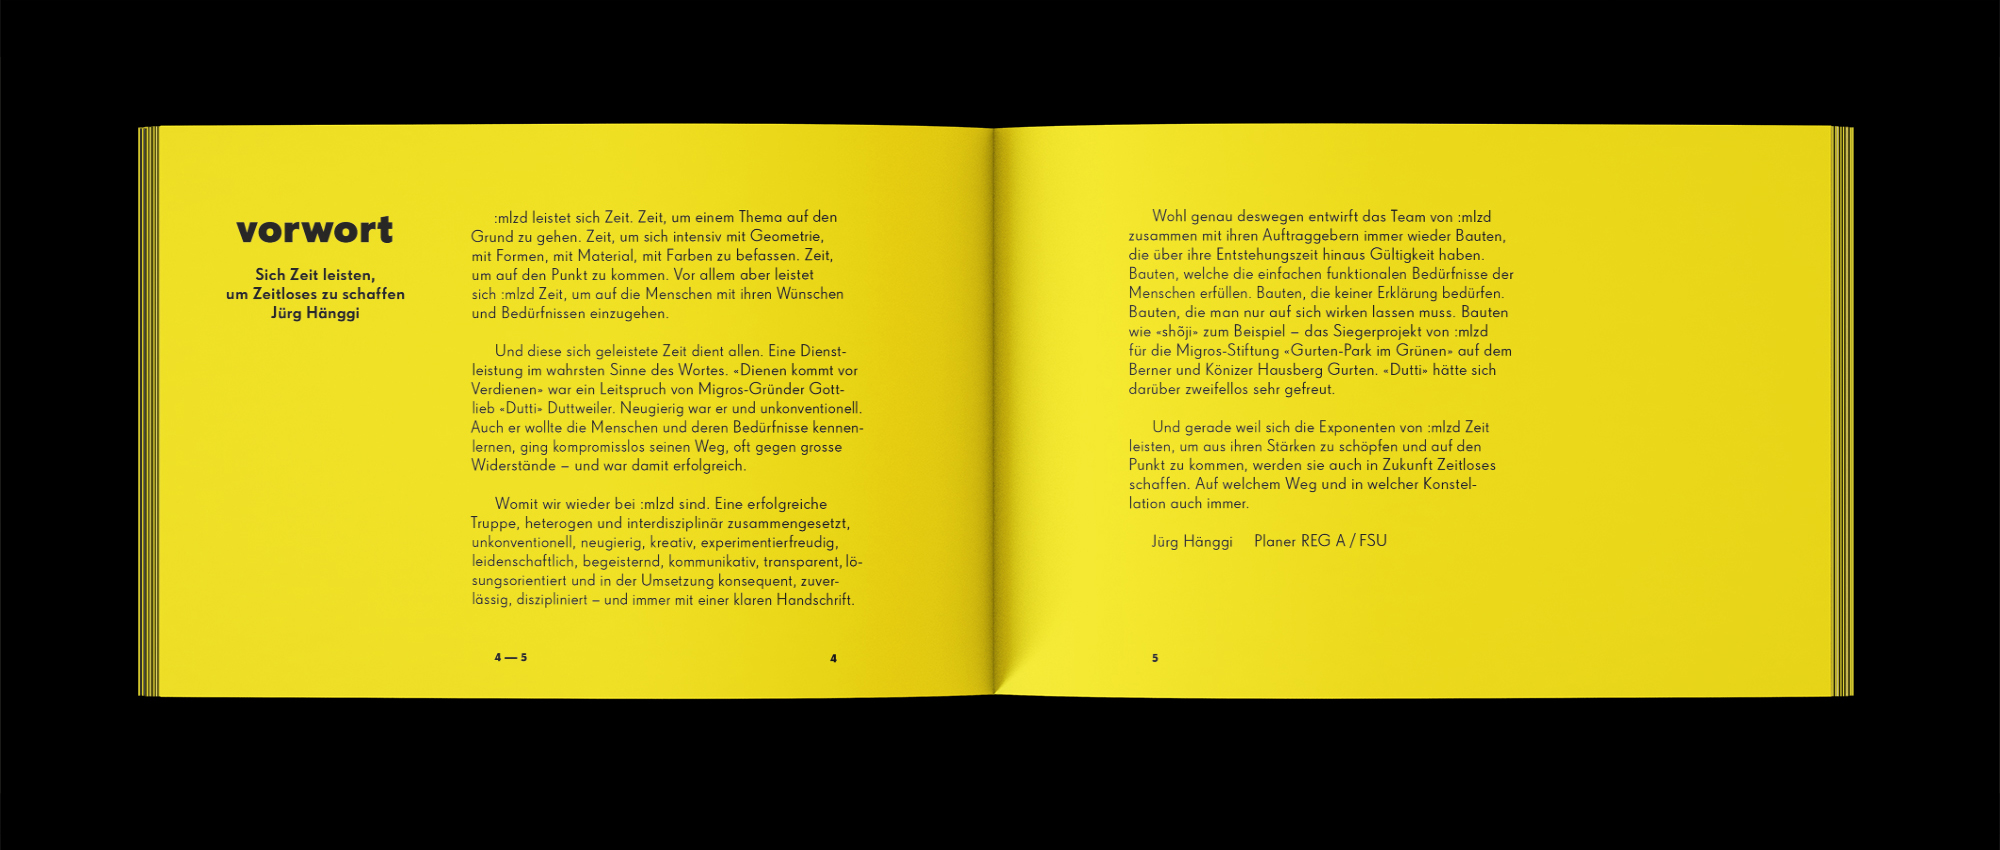 vorwort
Sich Zeit leisten,
um Zeitloses zu schaffen
Jürg Hänggi
:mlzd leistet sich Zeit. Zeit, um einem Thema auf den
Grund zu gehen. Zeit, um sich intensiv mit Geometrie,
mit Formen, mit Material, mit Farben zu befassen. Zeit,
um auf den Punkt zu kommen. Vor allem aber leistet
sich :mlzd Zeit, um auf die Menschen mit ihren Wünschen
und Bedürfnissen einzugehen.
Und diese sich geleistete Zeit dient allen. Eine Dienst-
leistung im wahrsten Sinne des Wortes. «Dienen kommt vor
Verdienen» war ein Leitspruch von Migros-Gründer Gott-
lieb «Dutti» Duttweiler. Neugierig war er und unkonventionell.
Auch er wollte die Menschen und deren Bedürfnisse kennen-
lernen, ging kompromisslos seinen Weg, oft gegen grosse
Widerstände – und war damit erfolgreich.
Womit wir wieder bei :mlzd sind. Eine erfolgreiche
Truppe, heterogen und interdisziplinär zusammengesetzt,
unkonventionell, neugierig, kreativ, experimentierfreudig,
leidenschaftlich, begeisternd, kommunikativ, transparent, lö-
sungsorientiert und in der Umsetzung konsequent, zuver-
lässig, diszipliniert – und immer mit einer klaren Handschrift.
4 — 5
4
Wohl genau deswegen entwirft das Team von :mlzd
zusammen mit ihren Auftraggebern immer wieder Bauten,
die über ihre Entstehungszeit hinaus Gültigkeit haben.
Bauten, welche die einfachen funktionalen Bedürfnisse der
Menschen erfüllen. Bauten, die keiner Erklärung bedürfen.
Bauten, die man nur auf sich wirken lassen muss. Bauten
wie «shõji» zum Beispiel – das Siegerprojekt von :mlzd
für die Migros-Stiftung «Gurten-Park im Grünen» auf dem
Berner und Könizer Hausberg Gurten. «Dutti» hätte sich
darüber zweifellos sehr gefreut.
Und gerade weil sich die Exponenten von :mlzd Zeit
leisten, um aus ihren Stärken zu schöpfen und auf den
Punkt zu kommen, werden sie auch in Zukunft Zeitloses
schaffen. Auf welchem Weg und in welcher Konstel-
lation auch immer.
Jürg Hänggi Planer REG A / FSU
5